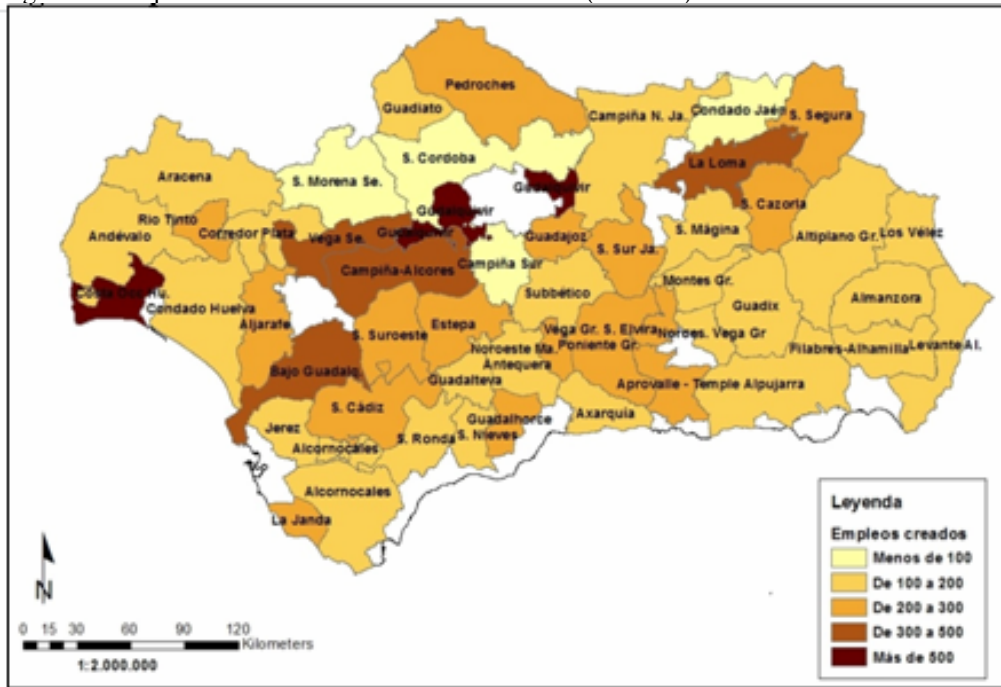 Pedroches
Guadiato
Campiña N. Ja.
Condado Jaén
S. Segura
S. Cordoba
La Loma
Aracena
S. Morena Se.
Guadalquivir
Guadalquivir
S. Cazorla
Rio Tinto
Corredor Plata
Vega Se.
Guadalquivir
Guadajoz
S. Sur Ja.
S. Mágina
Altiplano Gr.
Los Vélez
Andévalo
Campiña-Alcores
Campiña Sur
Subbético
Montes Gr.
Guadix
Almanzora
Condado Huelva
Aljarafe
S. Suroeste
Estepa
Vega Gr. S. Elvira
Poniente Gr.
Noroes. Vega Gr
Noroeste Ma.
Antequera
Pilabres-Alhamilla
Levante Al.
Bajo Guadalq.
Guadalteva
Aprovalle - Temple Alpujarra
S. Cádiz
Jerez
S. Ronda
Guadalhorce
S. Nieves
Axarquía
Alcornocales
Alcornocales
La Janda
Leyenda
Empleos creados
Menos de 100
De 100 a 200
De 200 a 300
De 300 a 500
Más de 500
N
0 15 30 60 90 120
Kilometers
1:2.000.000